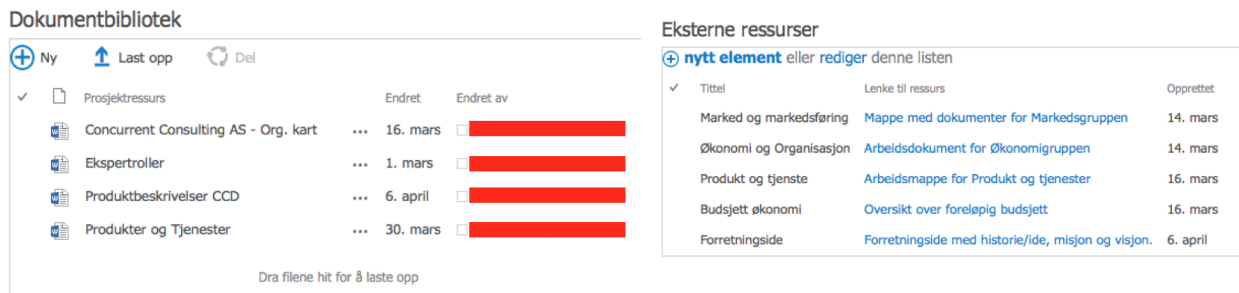 Dokumentbibliotek
Ny Last opp Del
Prosjektressurs Endret Endret av
Concurrent Consulting AS - Org. kart ... 16. mars
Ekspertroller ... 1. mars
Produktbeskrivelser CCD ... 6. april
Produkter og Tjenester ... 30. mars
Dra filene hit for å laste opp
Eksterne ressurser
nytt element eller rediger denne listen
Tittel Lenke til ressurs Opprettet
Marked og markedsføring Mappe med dokumenter for Markedsgruppen 14. mars
Økonomi og Organisasjon Arbeidsdokument for Økonomigruppen 14. mars
Produkt og tjenste Arbeidsmappe for Produkt og tjenester 16. mars
Budsjett økonomi Oversikt over foreløpig budsjett 16. mars
Forretningside Forretningside med historie/ide, misjon og visjon. 6. april